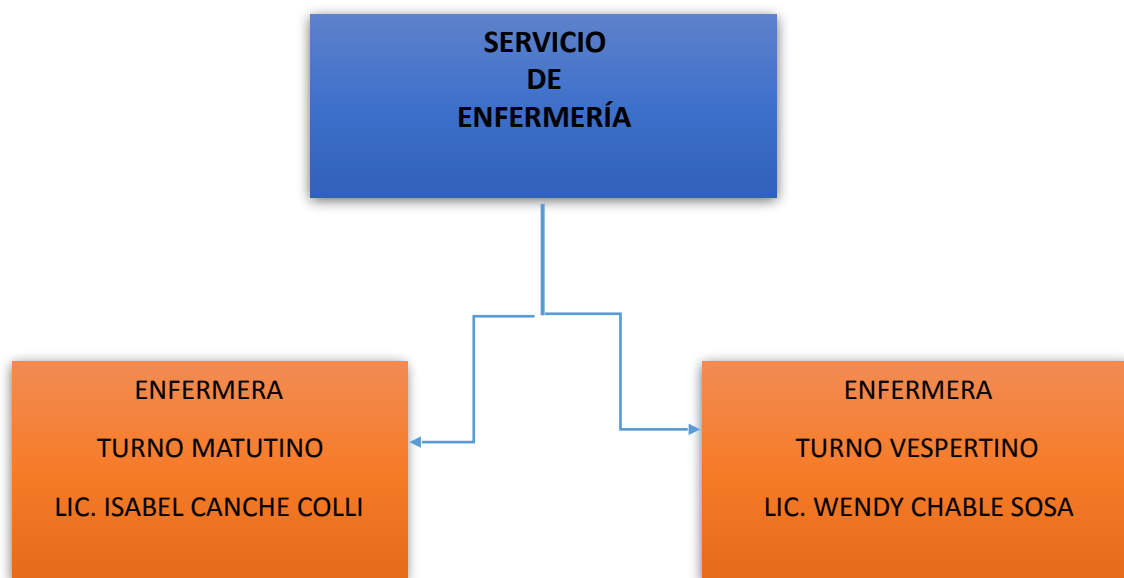 SERVICIO
DE
ENFERMERÍA
ENFERMERA
TURNO MATUTINO
LIC. ISABEL CANCHE COLLI
ENFERMERA
TURNO VESPERTINO
LIC. WENDY CHABLE SOSA